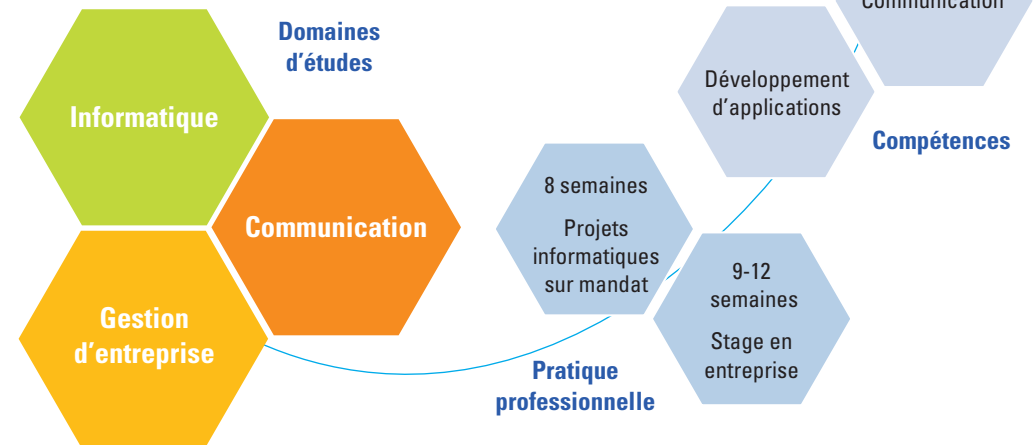 Communication
Domaines
d'études
Informatique
Communication
Gestion
d'entreprise
Développement
d'applications
Compétences
8 semaines
Projets
informatiques
sur mandat
9-12
semaines
Stage en
entreprise
Pratique
professionnelle